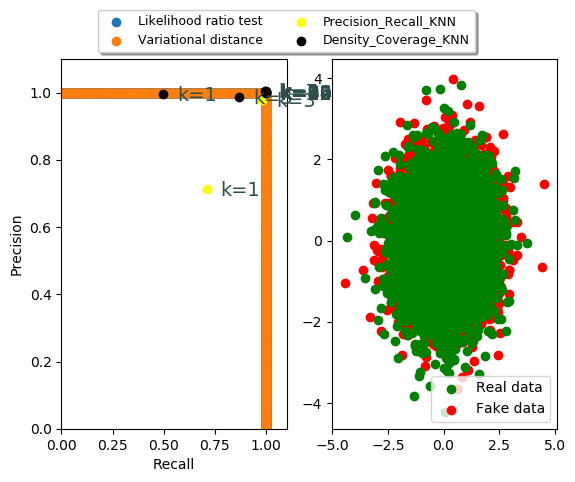 Likelihood ratio test
Variational distance
Precision_Recall_KNN
Density_Coverage_KNN
Precision
1.0
0.8
0.6
0.4
0.2
0.0
0.00
0.25
0.50
0.75
1.00
Recall
k=1
k=3
k=1
4
2
0
−2
−4
−5.0
−2.5
0.0
2.5
5.0
Real data
Fake data